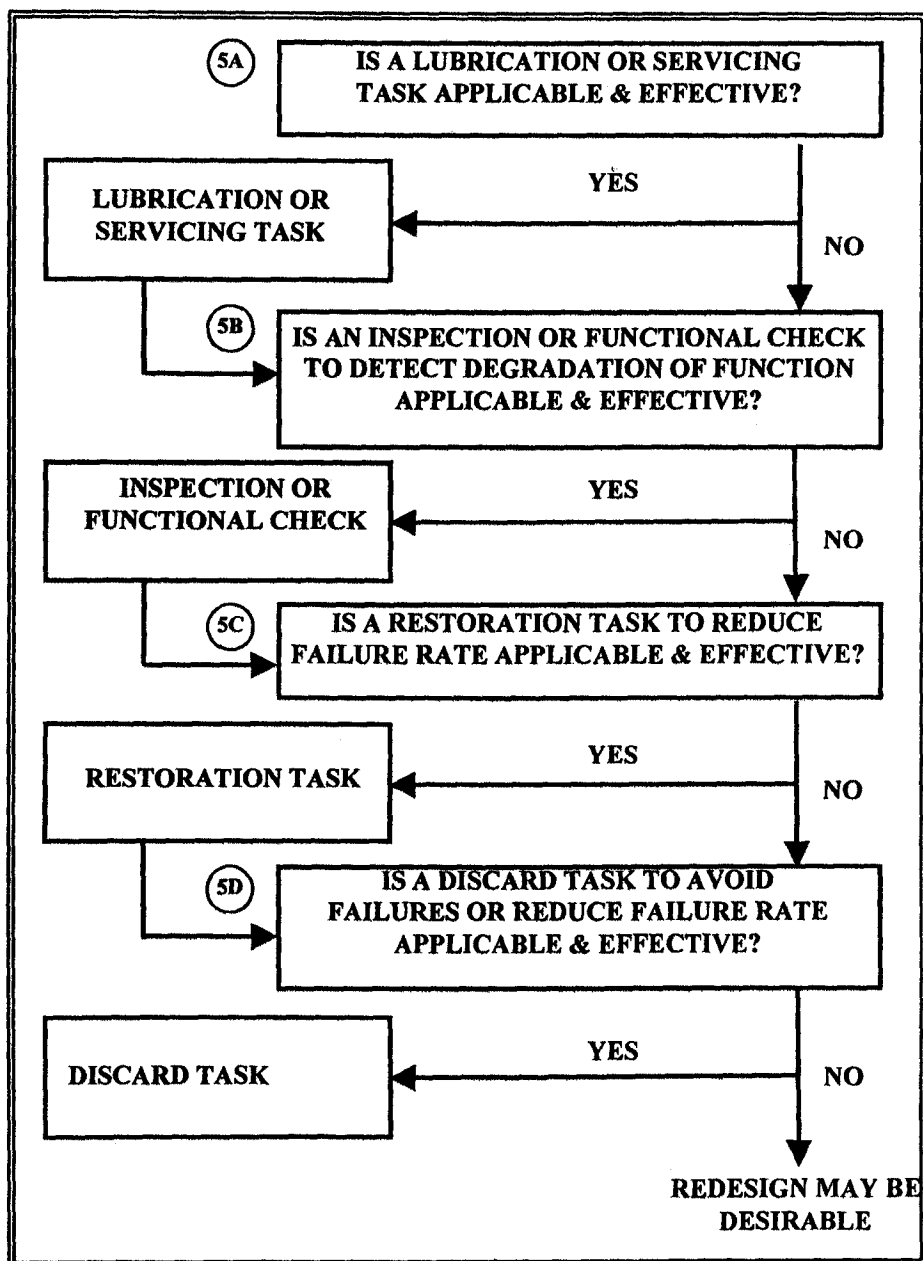 5A
IS A LUBRICATION OR SERVICING
TASK APPLICABLE & EFFECTIVE?
YES
LUBRICATION OR
SERVICING TASK
NO
5B
IS AN INSPECTION OR FUNCTIONAL CHECK
TO DETECT DEGRADATION OF FUNCTION
APPLICABLE & EFFECTIVE?
INSPECTION OR
FUNCTIONAL CHECK
YES
NO
5C
IS A RESTORATION TASK TO REDUCE
FAILURE RATE APPLICABLE & EFFECTIVE?
YES
RESTORATION TASK
NO
5D
IS A DISCARD TASK TO AVOID
FAILURES OR REDUCE FAILURE RATE
APPLICABLE & EFFECTIVE?
YES
DISCARD TASK
NO
REDESIGN MAY BE
DESIRABLE